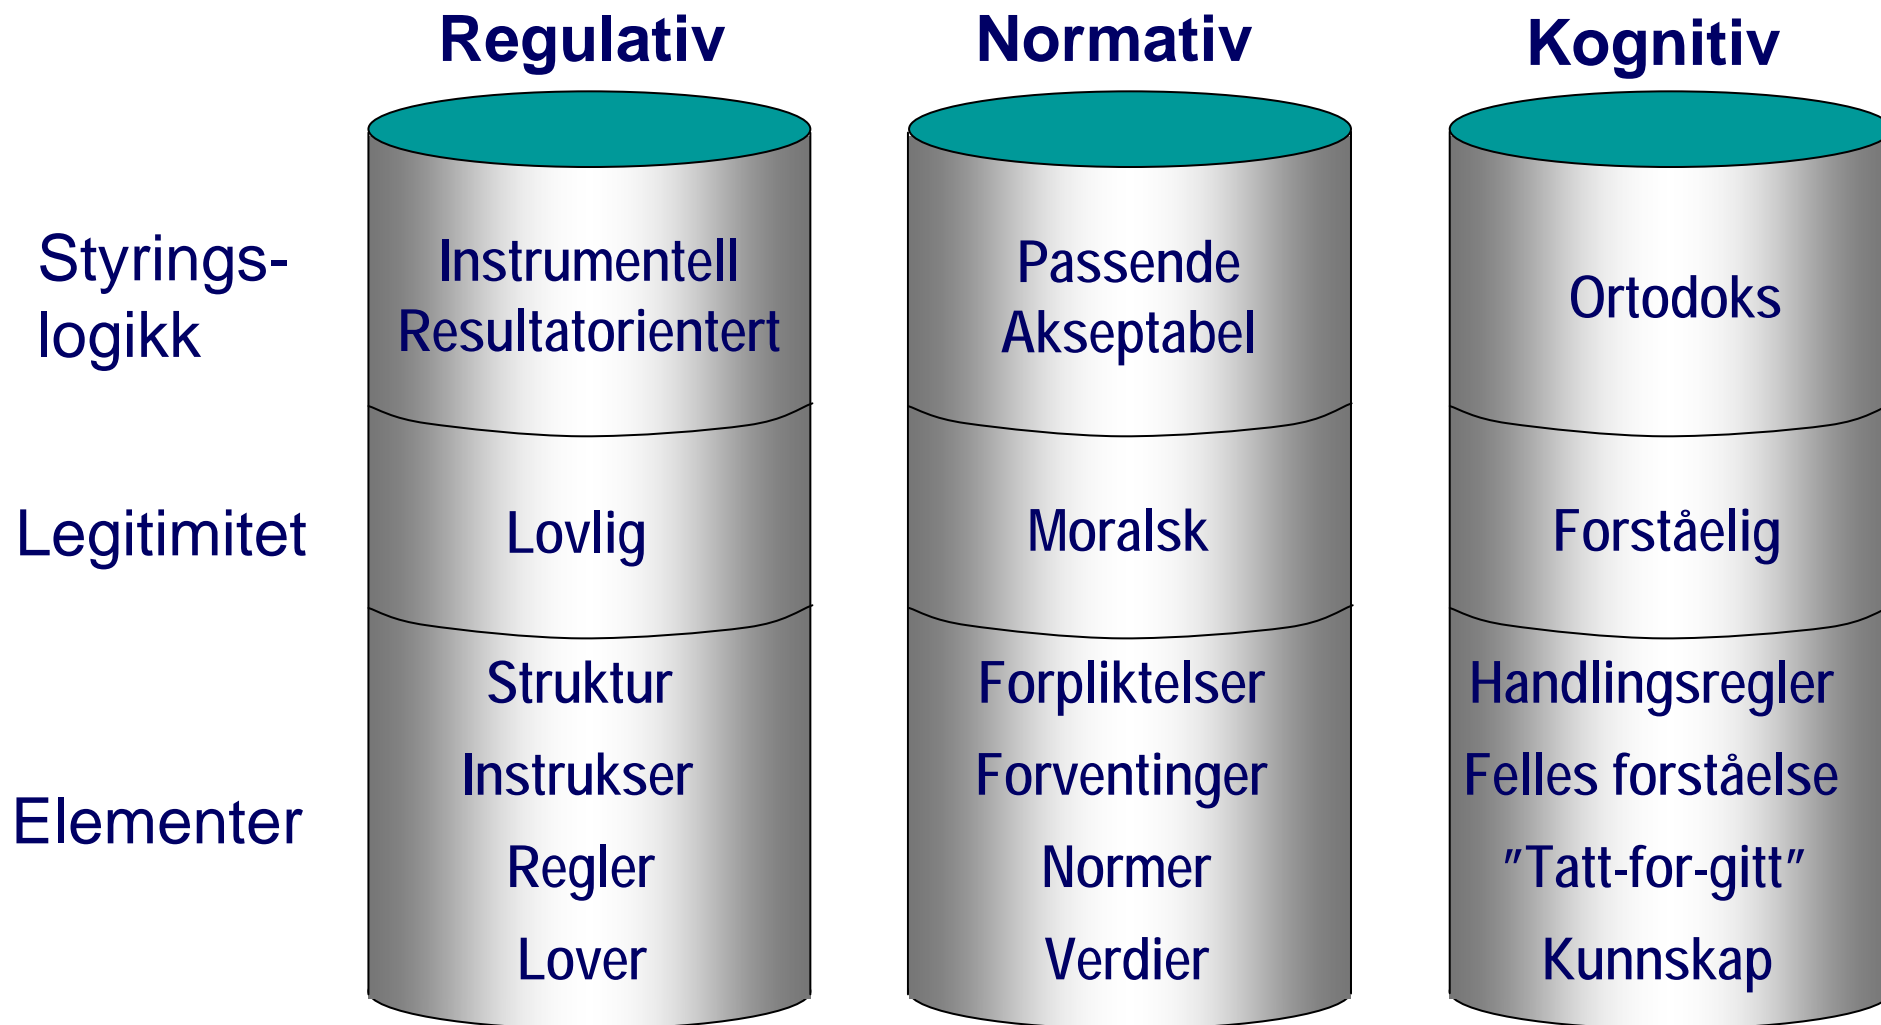 Regulativ Normativ Kognitiv
Styrings-
logikk
Instrumentell
Resultatorientert
Passende
Akseptabel
Ortodoks
Legitimitet Lovlig Moralsk Forståelig
Elementer
Struktur Forpliktelser Handlingsregler
Instrukser Forventinger Felles forståelse
Regler Normer "Tatt-for-gitt"
Lover Verdier Kunnskap